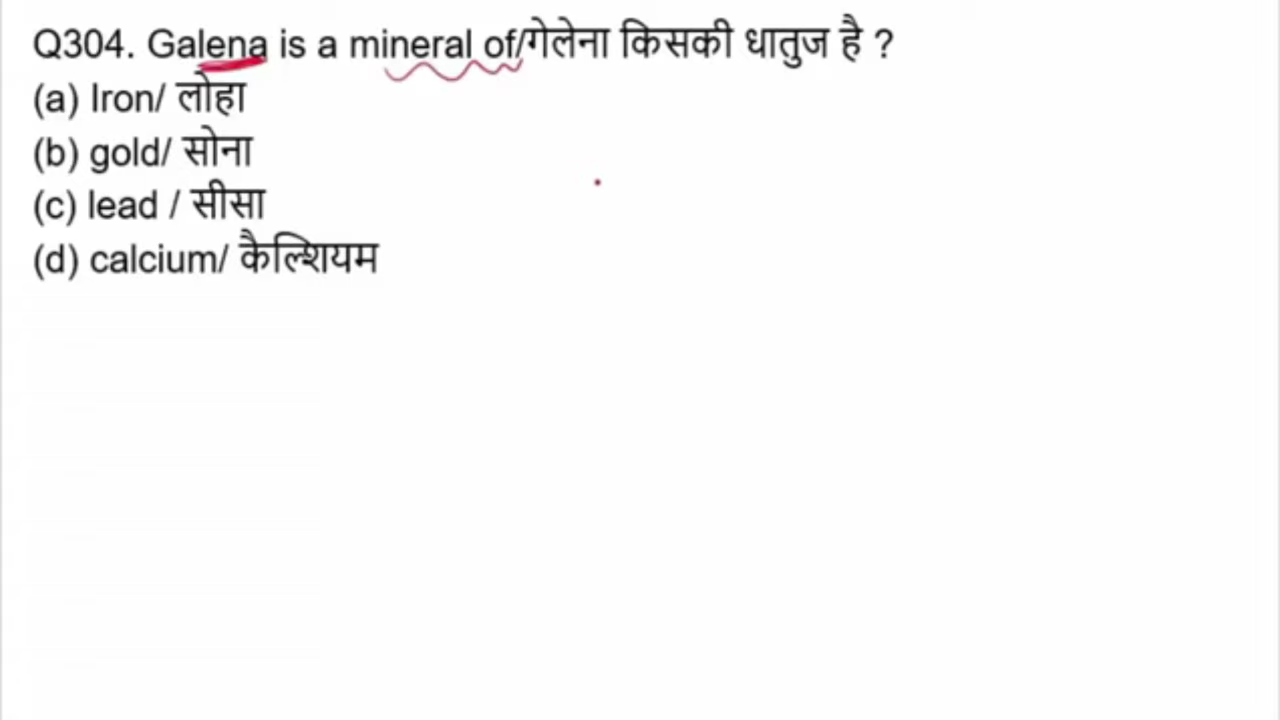 Q304. Galena is a mineral of/गेलेना किसकी धातुज है ?
(a) Iron/ लोहा
(b) gold/ सोना
(c) lead / सीसा
(d) calcium/ कैल्शियम